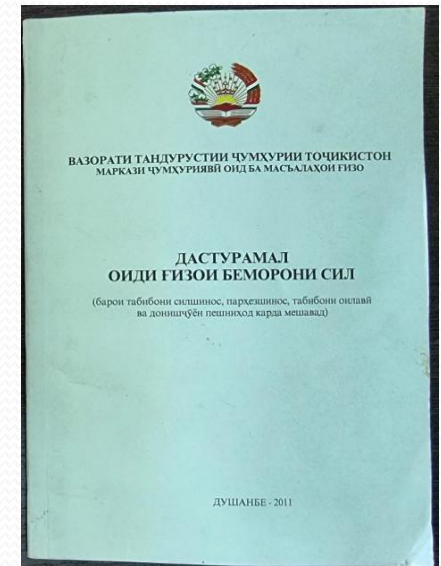 ВАЗОРАТИ ТАНДУРУСТИИ ҶУМҲУРИИ ТОҶИКИСТОН
МАРКАЗИ ҶУМҲУРИЯВӢ ОИД БА МАСЪАЛАҲОИ ҒИЗО
ДАСТУРАМАЛ
ОИДИ ҒИЗОИ БЕМОРОНИ СИЛ
(барои табибони силшинос, парҳезшинос, табибони оилавӣ
ва донишҷӯён пешниҳод карда мешавад)
ДУШАНБЕ - 2011